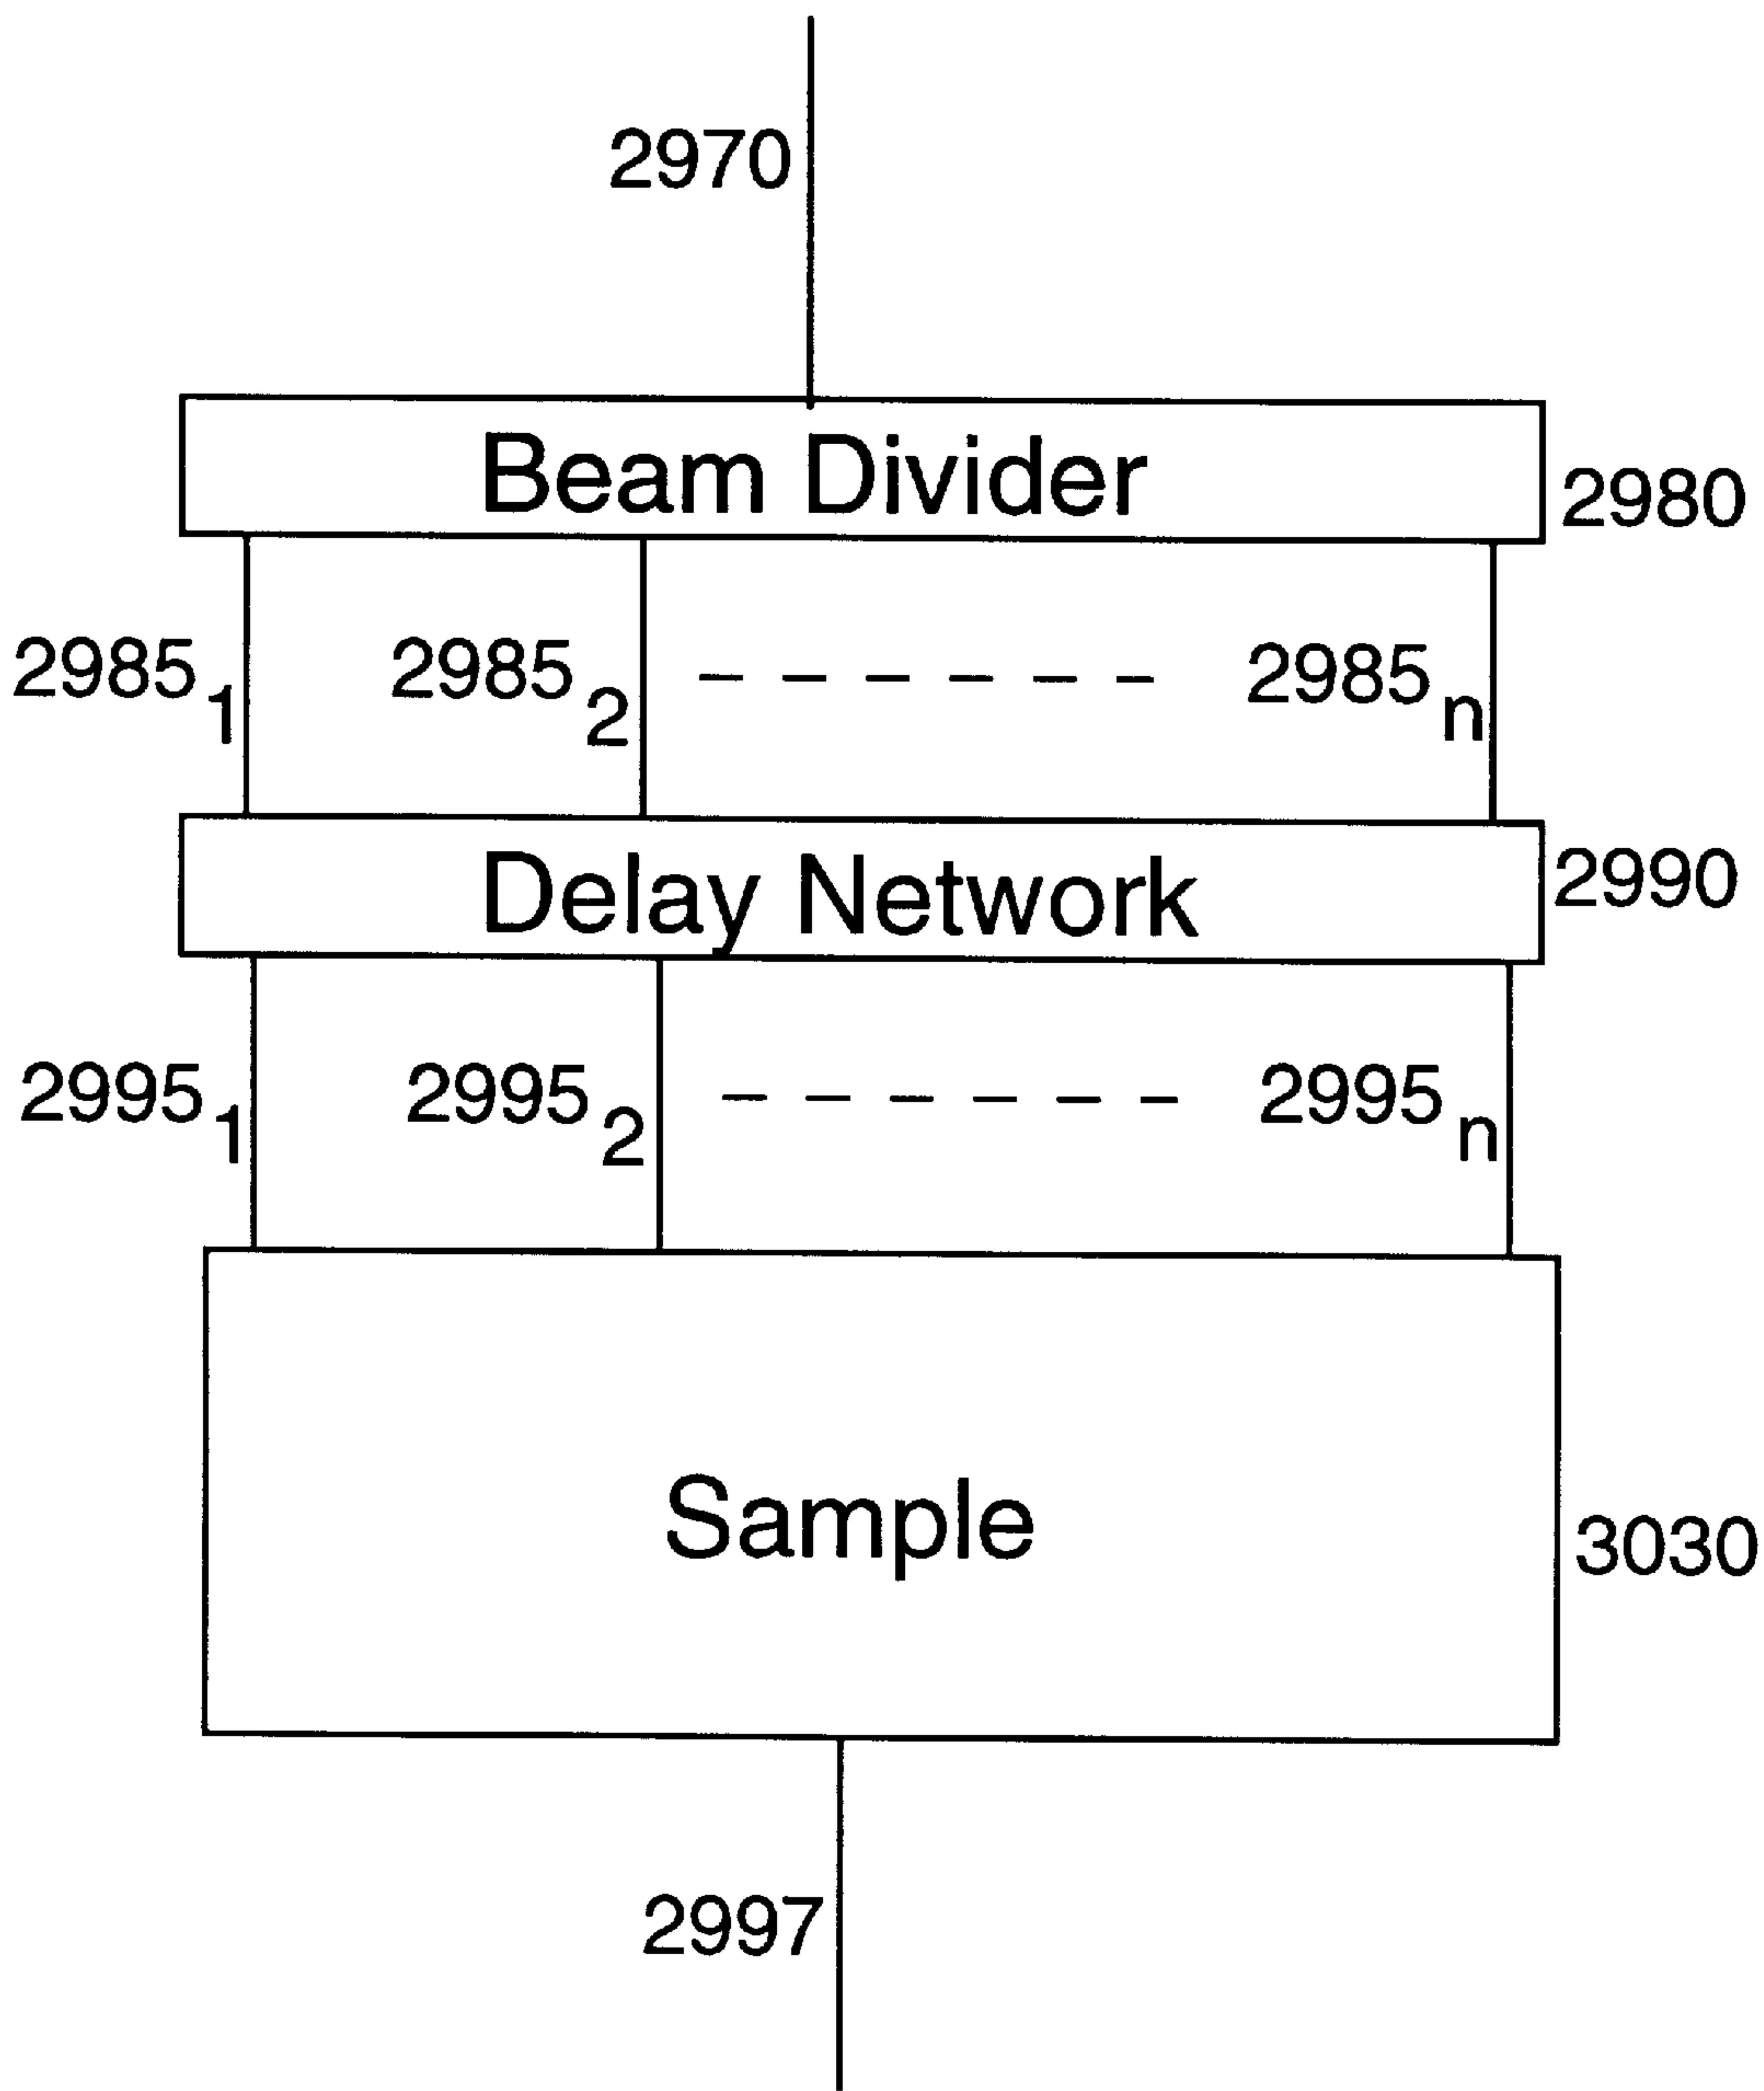 2970
Beam Divider
2980
2985₁ 2985₂ 2985ₙ
Delay Network
2990
2995₁ 2995₂ 2995ₙ
Sample
3030
2997